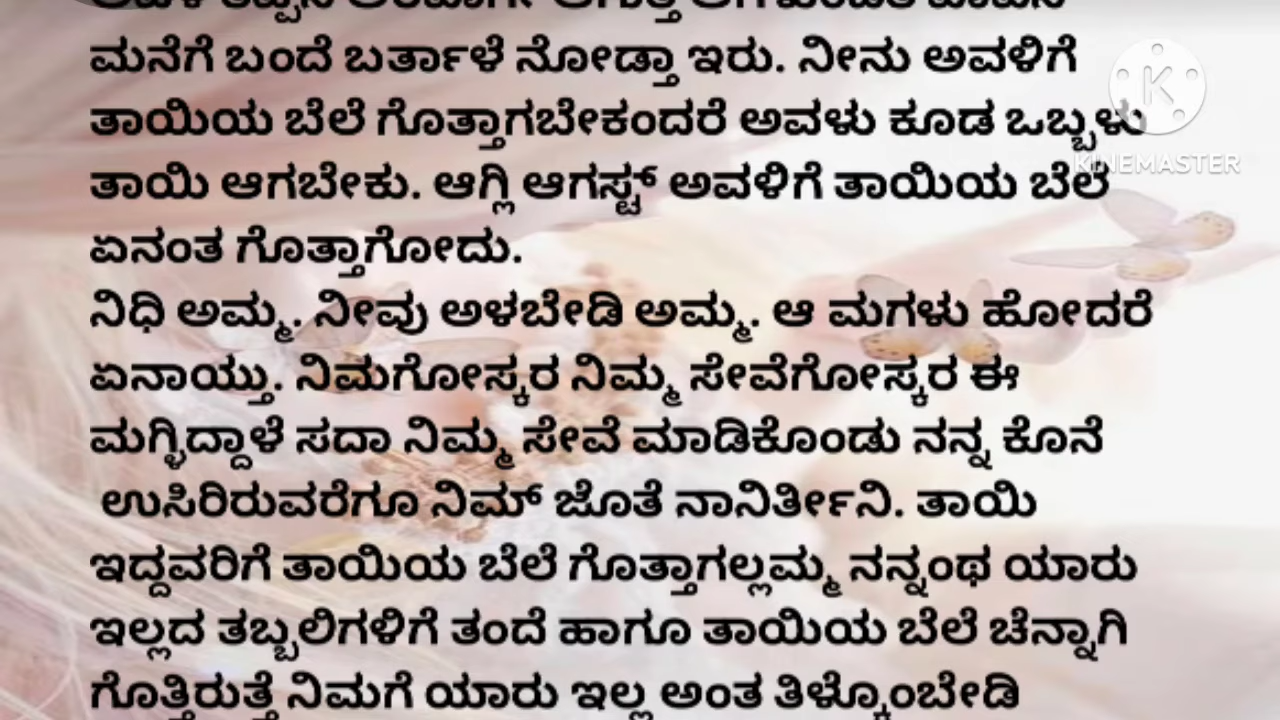 ಮನೆಗೆ ಬಂದೆ ಬರ್ತಾಳೆ ನೋಡ್ತಾ ಇರು. ನೀನು ಅವಳಿಗೆ
ತಾಯಿಯ ಬೆಲೆ ಗೊತ್ತಾಗಬೇಕಂದರೆ ಅವಳು ಕೂಡ ಒಬ್ಬಳು
ತಾಯಿ ಆಗಬೇಕು. ಆಗ್ಲಿ ಆಗಸ್ಟ್ ಅವಳಿಗೆ ತಾಯಿಯ ಬೆಲೆ
KINEMASTER
ಏನಂತ ಗೊತ್ತಾಗೋದು.
ನಿಧಿ ಅಮ್ಮ. ನೀವು ಅಳಬೇಡಿ ಅಮ್ಮ. ಆ ಮಗಳು ಹೋದರೆ
ಏನಾಯ್ತು. ನಿಮಗೋಸ್ಕರ ನಿಮ್ಮ ಸೇವೆಗೋಸ್ಕರ ಈ
ಮಗ್ಳಿದ್ದಾಳೆ ಸದಾ ನಿಮ್ಮ ಸೇವೆ ಮಾಡಿಕೊಂಡು ನನ್ನ ಕೊನೆ
ಉಸಿರಿರುವರೆಗೂ ನಿಮ್ ಜೊತೆ ನಾನಿರ್ತೀನಿ. ತಾಯಿ
ಇದ್ದವರಿಗೆ ತಾಯಿಯ ಬೆಲೆ ಗೊತ್ತಾಗಲ್ಲಮ್ಮ ನನ್ನಂಥ ಯಾರು
ಇಲ್ಲದ ತಬ್ಬಲಿಗಳಿಗೆ ತಂದೆ ಹಾಗೂ ತಾಯಿಯ ಬೆಲೆ ಚೆನ್ನಾಗಿ
ಗೊತ್ತಿರುತ್ತೆ ನಿಮಗೆ ಯಾರು ಇಲ್ಲ ಅಂತ ತಿಳ್ಕೊಂಬೇಡಿ